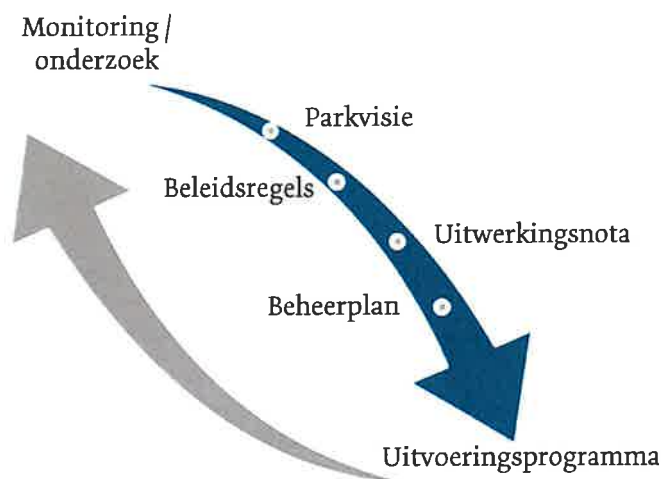 Monitoring/
onderzoek
Parkvisie
Beleidsregels
Uitwerkingsnota
Beheerplan
Uitvoeringsprogramma